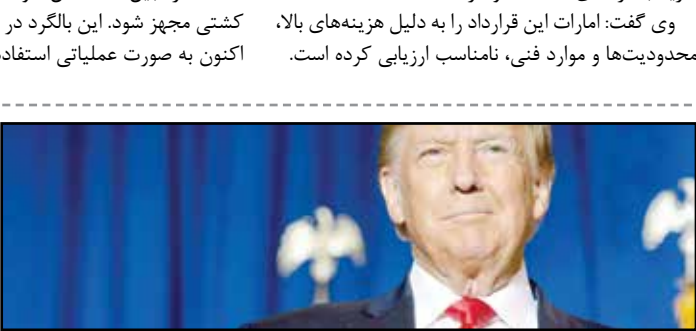 وی گفت: امارات این قرارداد را به دلیل هزینه‌های بالا،
محدودیت‌ها و موارد فنی، نامناسب ارزیابی کرده است.
کشتی مجهز شود. این بالگرد در
اکنون به صورت عملیاتی